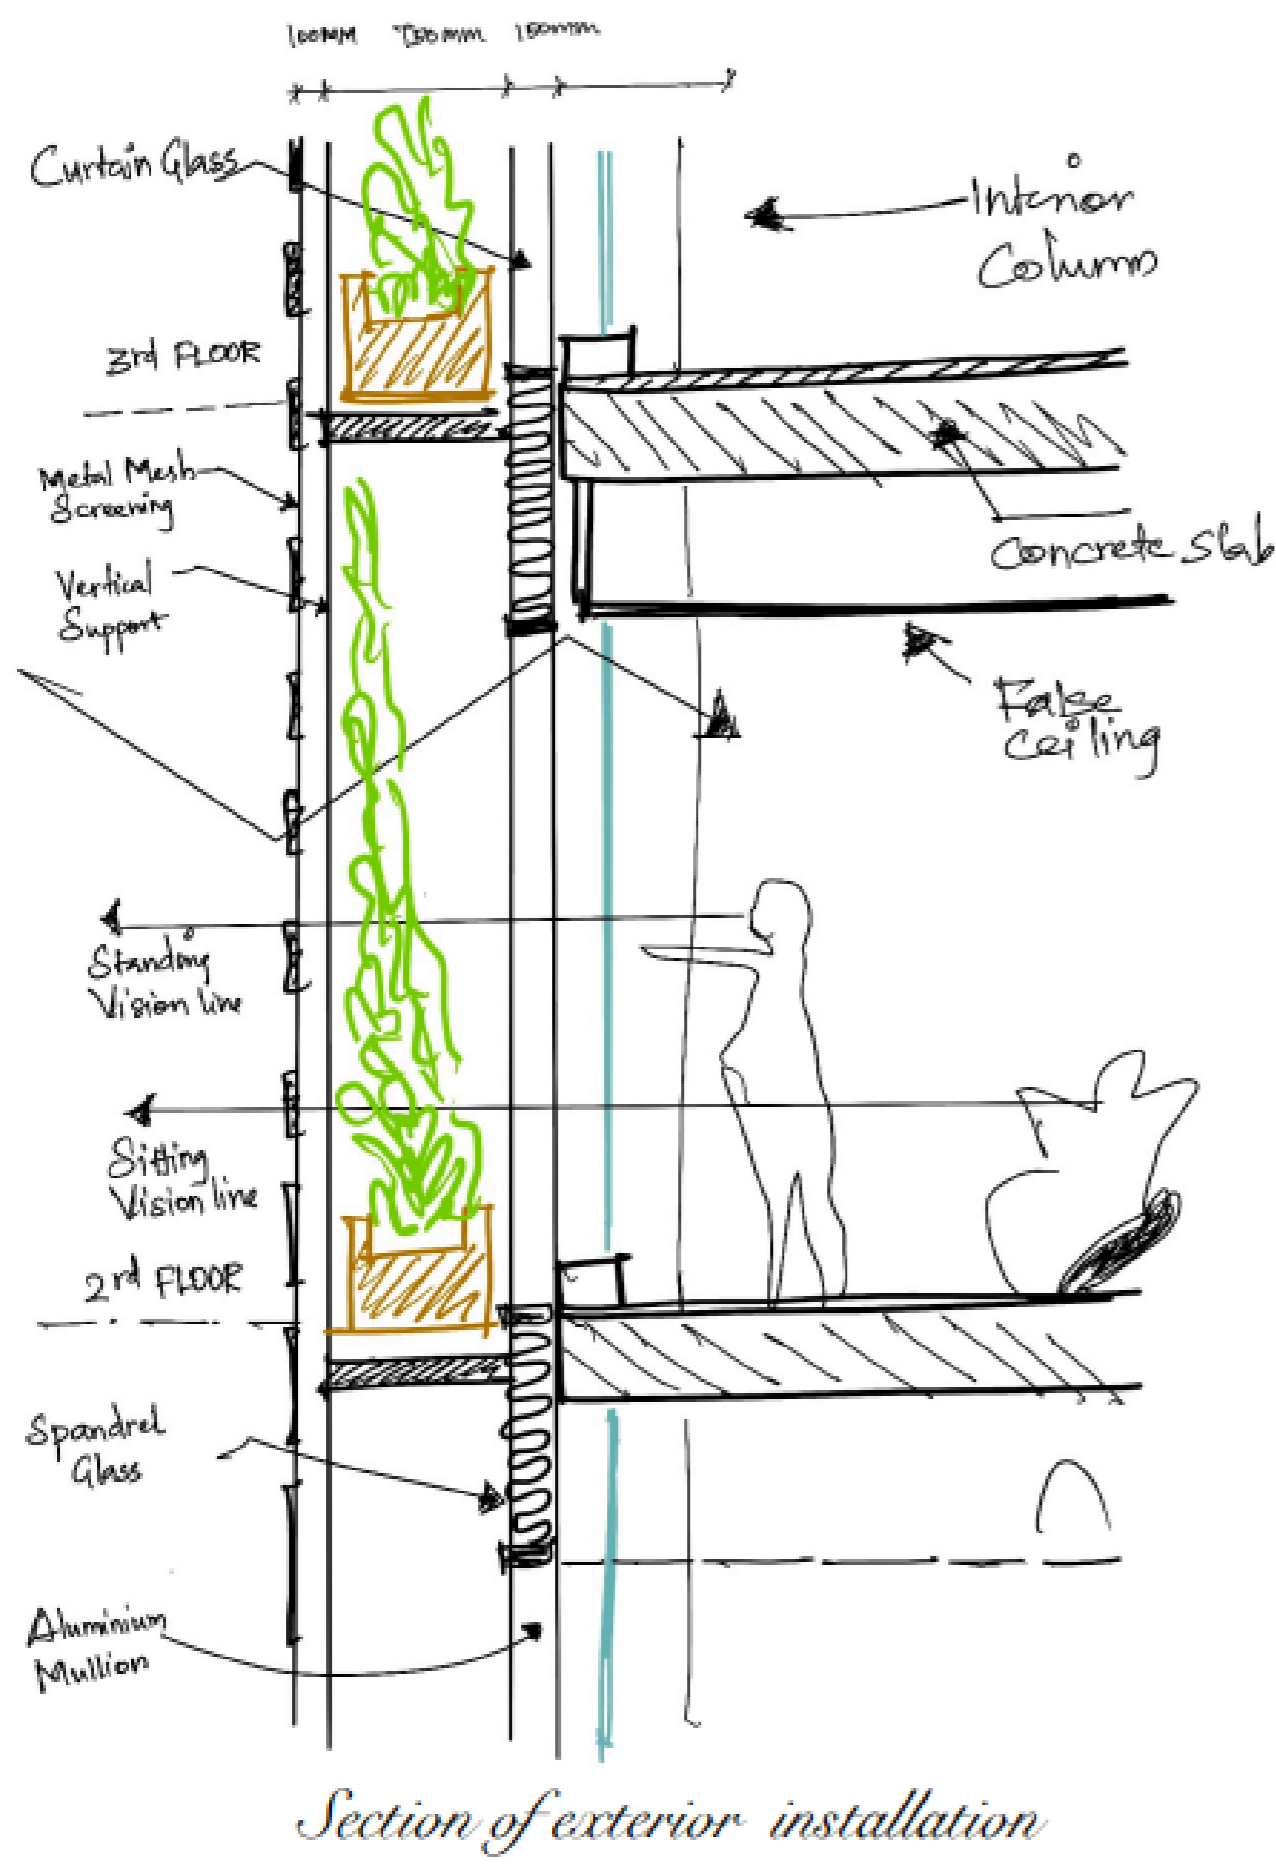 100MM 150mm
Curtain Glass
Interior
Column
3rd FLOOR
Metal Mesh
Screening
Concrete Slab
Vertical
Support
False
ceiling
Standing
Vision line
Sitting
Vision line
2rd FLOOR
Spandrel
Glass
Aluminium
Mullion
Section of exterior installation